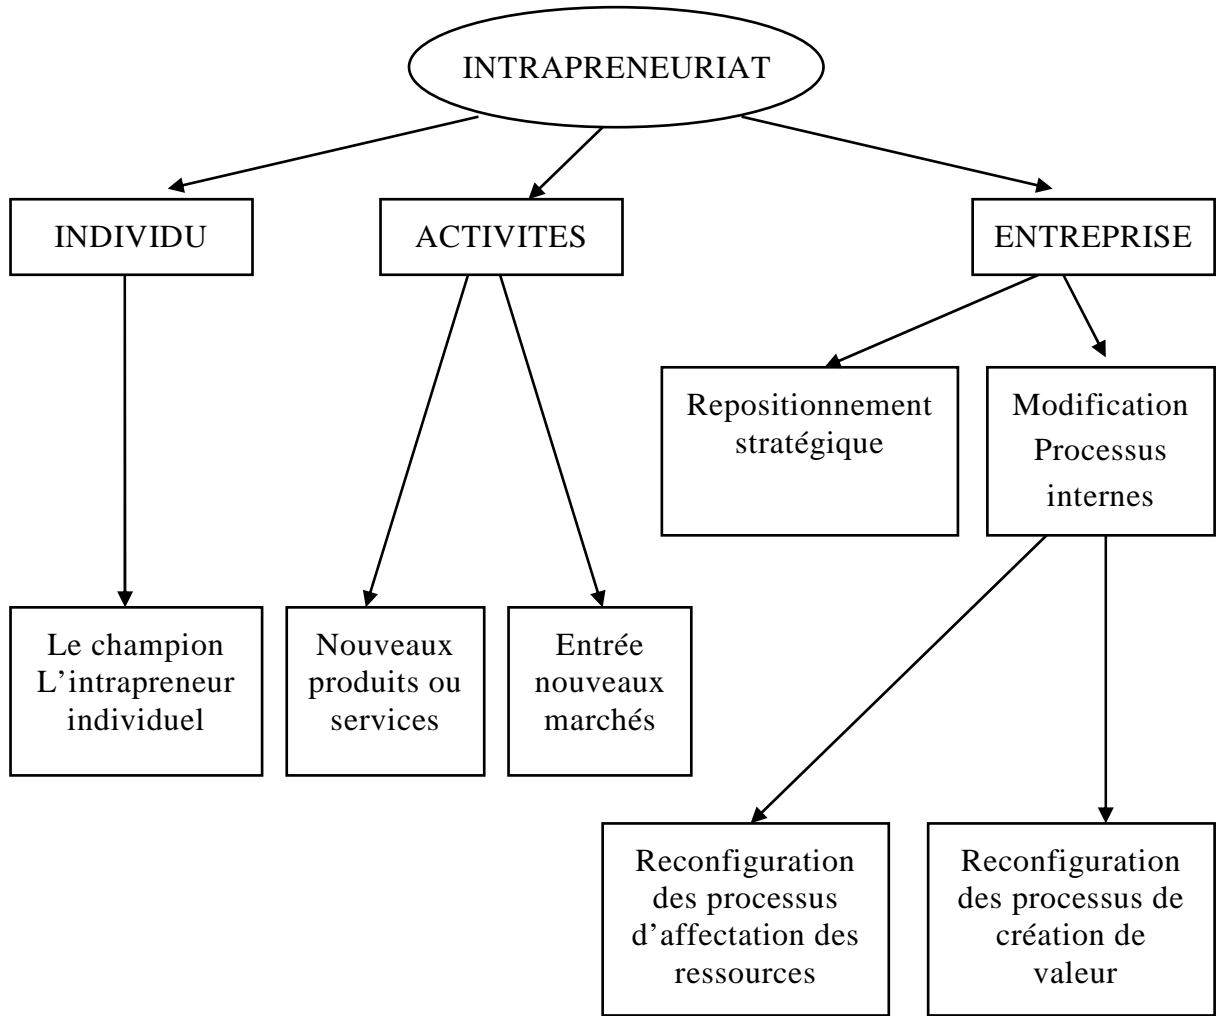 INTRAPRENEURIAT
INDIVIDU
ACTIVITES
ENTREPRISE
Repositionnement
stratégique
Modification
Processus
internes
Le champion
L’intrapreneur
individuel
Nouveaux
produits ou
services
Entrée
nouveaux
marchés
Reconfiguration
des processus
d’affectation des
ressources
Reconfiguration
des processus de
création de
valeur